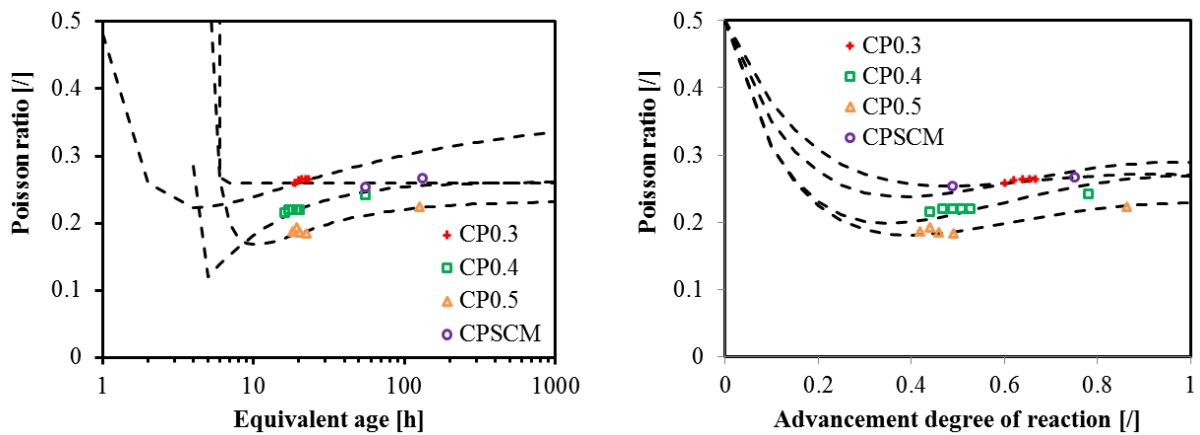 Poisson ratio [/]
0.5
0.4
0.3
0.2
0.1
0
1
10
100
1000
Equivalent age [h]
CP0.3
CP0.4
CP0.5
CPSCM
Poisson ratio [/]
0.5
0.4
0.3
0.2
0.1
0
0
0.2
0.4
0.6
0.8
1
Advancement degree of reaction [/]
CP0.3
CP0.4
CP0.5
CPSCM